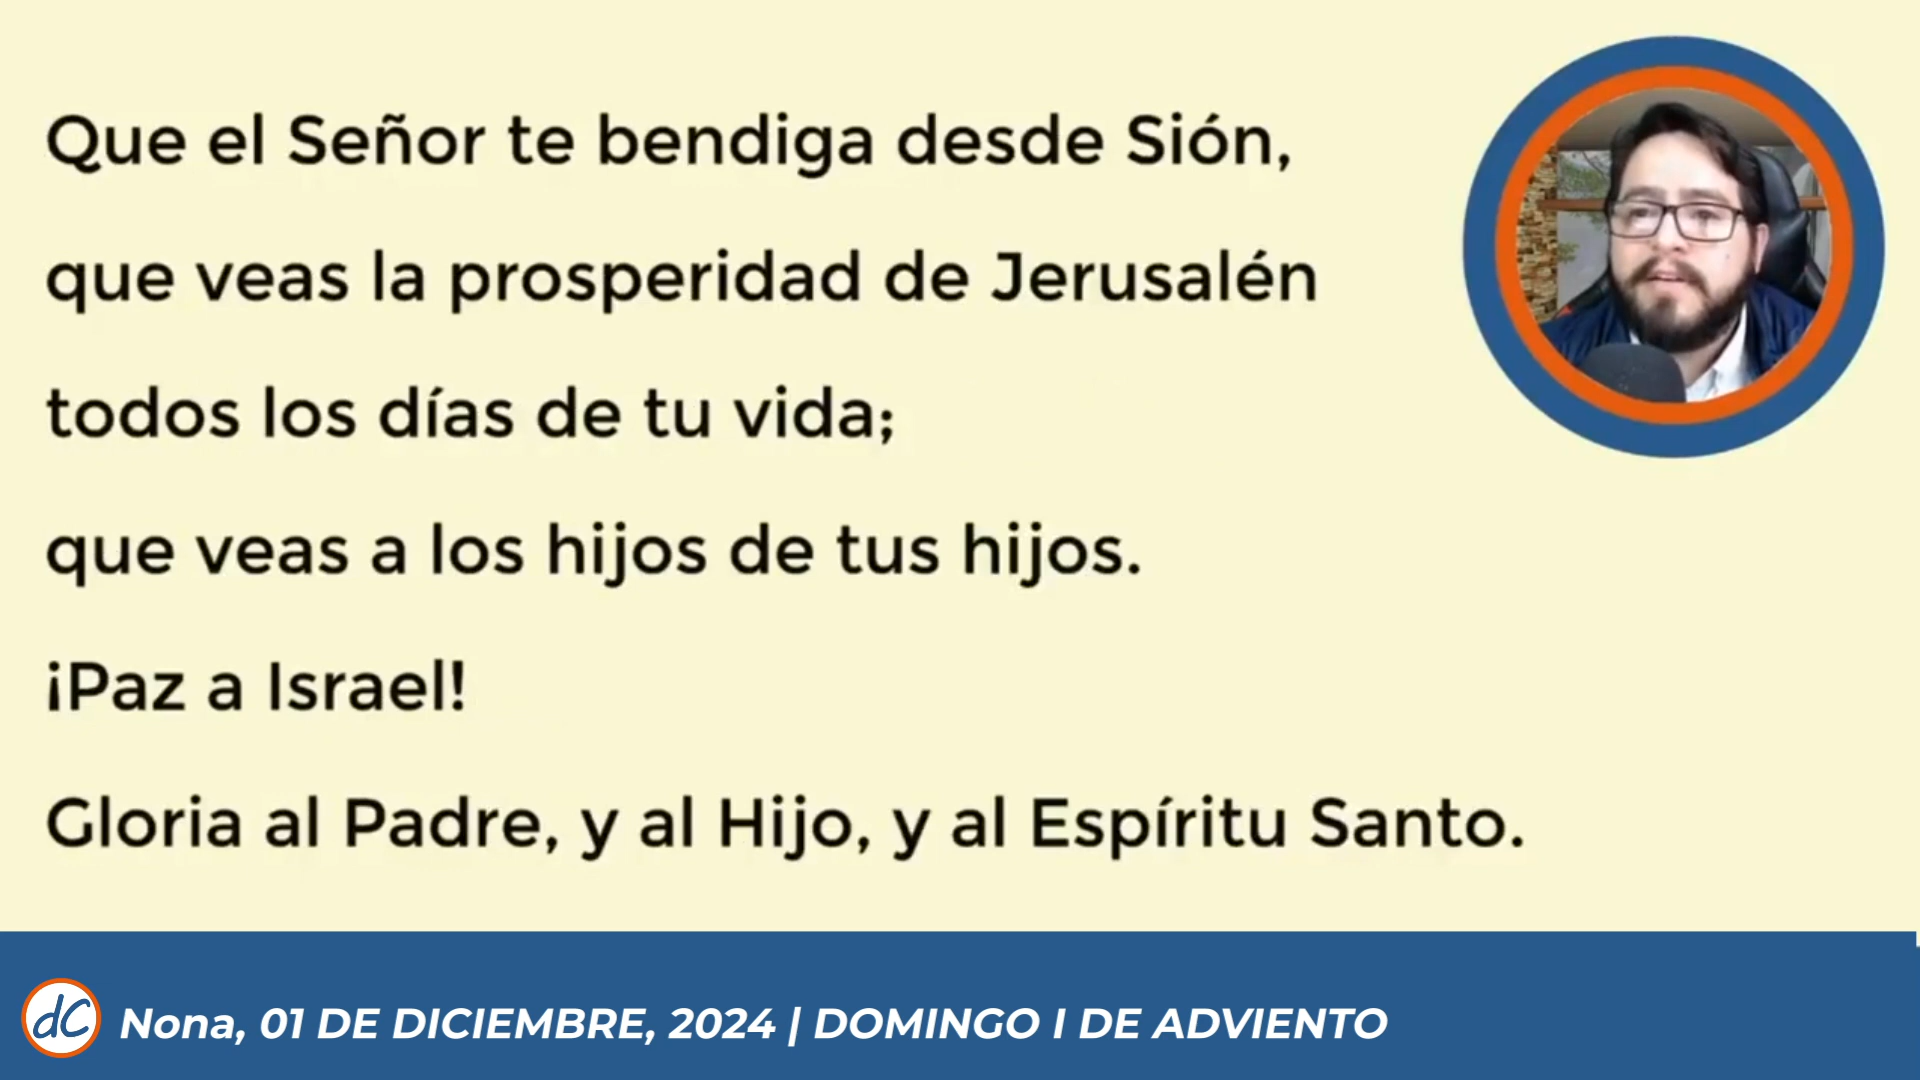 Que el Señor te bendiga desde Sión,
que veas la prosperidad de Jerusalén
todos los días de tu vida;
que veas a los hijos de tus hijos.
¡Paz a Israel!
Gloria al Padre, y al Hijo, y al Espíritu Santo.
dC
Nona, 01 DE DICIEMBRE, 2024 | DOMINGO I DE ADVIENTO